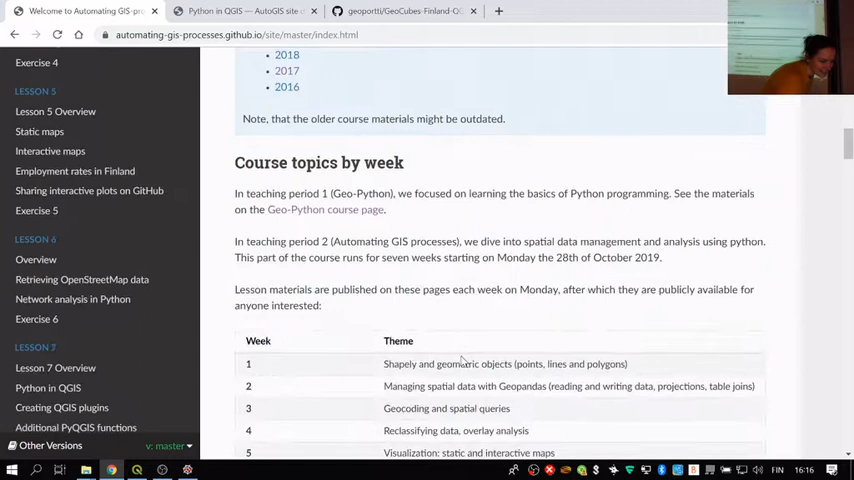 Welcome to Automating GIS-pro
Python in QGIS — AutoGIS site d
geoportti/GeoCubes-Finland-QG
automating-gis-processes.github.io/site/master/index.html
Exercise 4
LESSON 5
Lesson 5 Overview
Static maps
Interactive maps
Employment rates in Finland
Sharing interactive plots on GitHub
Exercise 5
LESSON 6
Overview
Retrieving OpenStreetMap data
Network analysis in Python
Exercise 6
LESSON 7
Lesson 7 Overview
Python in QGIS
Creating QGIS plugins
Additional PyQGIS functions
Other Versions
v: master
2018
2017
2016
Note, that the older course materials might be outdated.
Course topics by week
In teaching period 1 (Geo-Python), we focused on learning the basics of Python programming. See the materials
on the Geo-Python course page.
In teaching period 2 (Automating GIS processes), we dive into spatial data management and analysis using python.
This part of the course runs for seven weeks starting on Monday the 28th of October 2019.
Lesson materials are published on these pages each week on Monday, after which they are publicly available for
anyone interested:
Week Theme
1 Shapely and geometric objects (points, lines and polygons)
2 Managing spatial data with Geopandas (reading and writing data, projections, table joins)
3 Geocoding and spatial queries
4 Reclassifying data, overlay analysis
5 Visualization: static and interactive maps
FIN 16:16